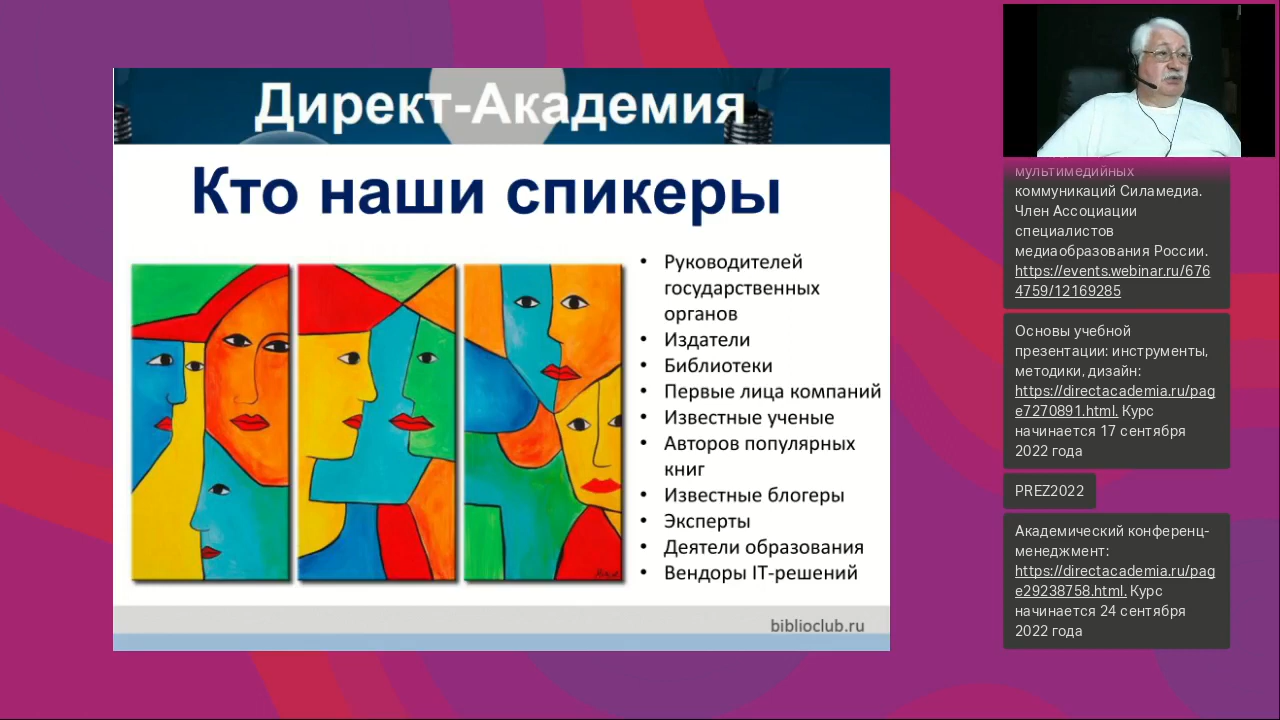 Директ-Академия
Кто наши спикеры
• Руководителей
государственных
органов
• Издатели
• Библиотеки
• Первые лица компаний
• Известные ученые
• Авторов популярных
книг
• Известные блогеры
• Эксперты
• Деятели образования
• Вендоры IT-решений
biblioclub.ru
мультимедийных
коммуникаций Силамедиа.
Член Ассоциации
специалистов
медиаобразования России.
https://events.webinar.ru/676
4759/12169285
Основы учебной
презентации: инструменты,
методики, дизайн:
https://directacademia.ru/pag
e7270891.html. Курс
начинается 17 сентября
2022 года
PREZ2022
Академический конференц-
менеджмент:
https://directacademia.ru/pag
e29238758.html. Курс
начинается 24 сентября
2022 года